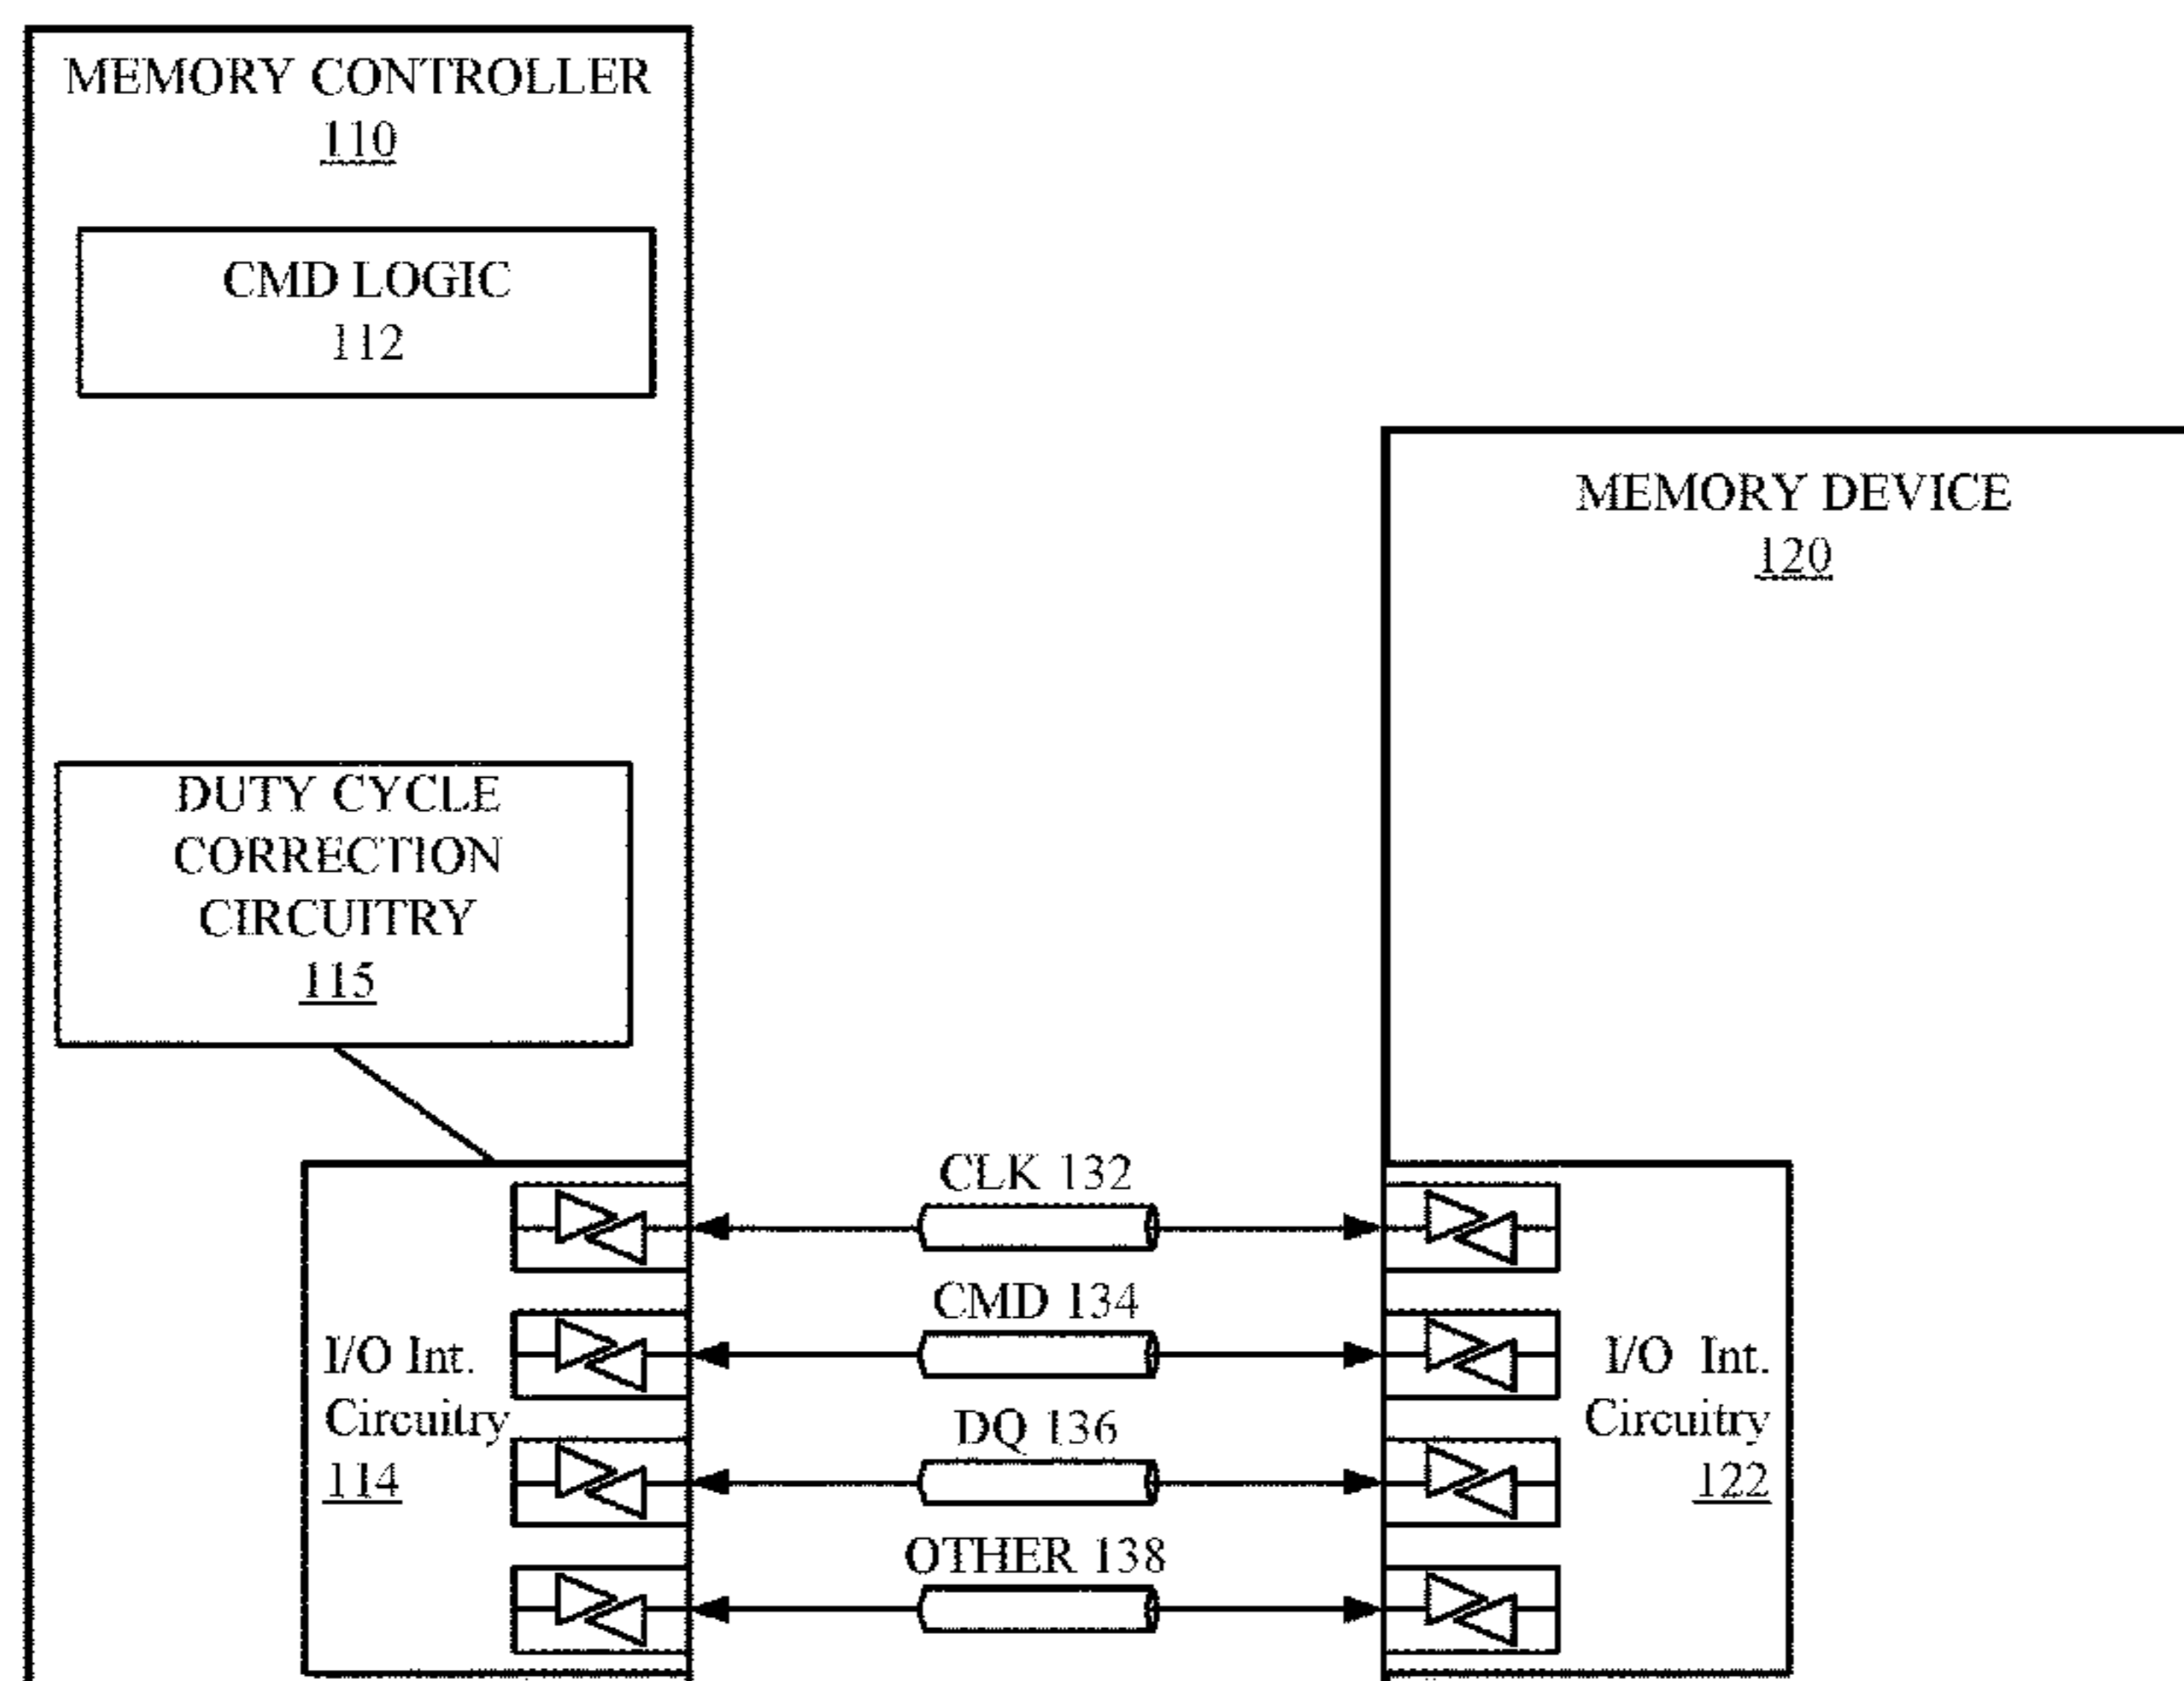 MEMORY CONTROLLER
110
CMD LOGIC
112
MEMORY DEVICE
120
DUTY CYCLE
CORRECTION
CIRCUITRY
115
CLK 132
CMD 134
DQ 136
OTHER 138
I/O Int.
Circuitry
114
I/O Int.
Circuitry
122